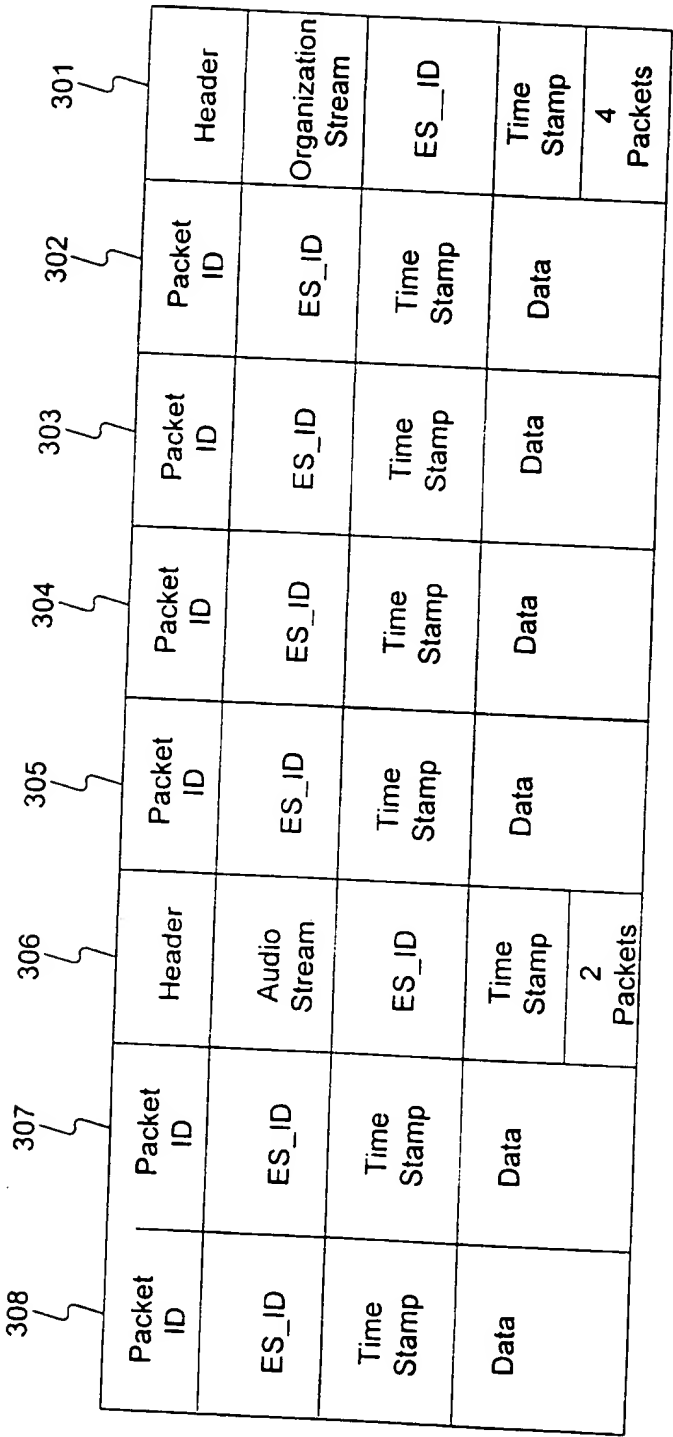 301
Header
Organization
Stream
ES__ID
Time
Stamp
4
Packets
302
Packet
ID
ES_ID
Time
Stamp
Data
303
Packet
ID
ES_ID
Time
Stamp
Data
304
Packet
ID
ES_ID
Time
Stamp
Data
305
Packet
ID
ES_ID
Time
Stamp
Data
306
Header
Audio
Stream
ES_ID
Time
Stamp
2
Packets
307
Packet
ID
ES_ID
Time
Stamp
Data
308
Packet
ID
ES_ID
Time
Stamp
Data